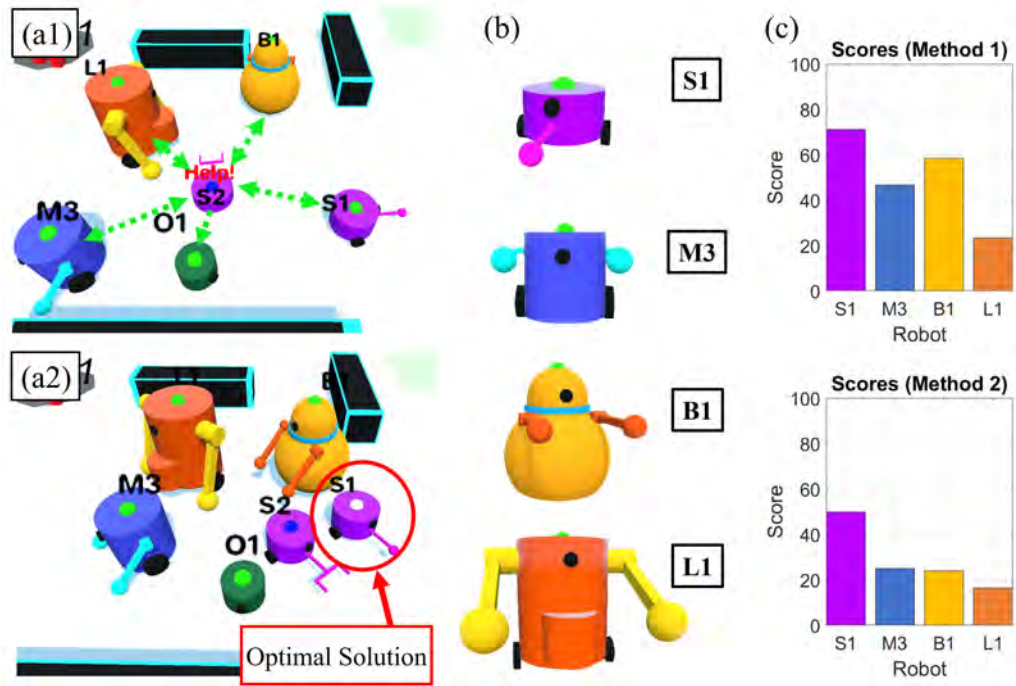 (a1)
1
L1
B1
Help!
S2
S1
M3
O1
(a2)
1
M3
S1
S2
O1
Optimal Solution
(b)
S1
M3
B1
L1
(c)
Scores (Method 1)
100
80
60
40
20
0
Score
S1 M3 B1 L1
Robot
Scores (Method 2)
100
80
60
40
20
0
Score
S1 M3 B1 L1
Robot